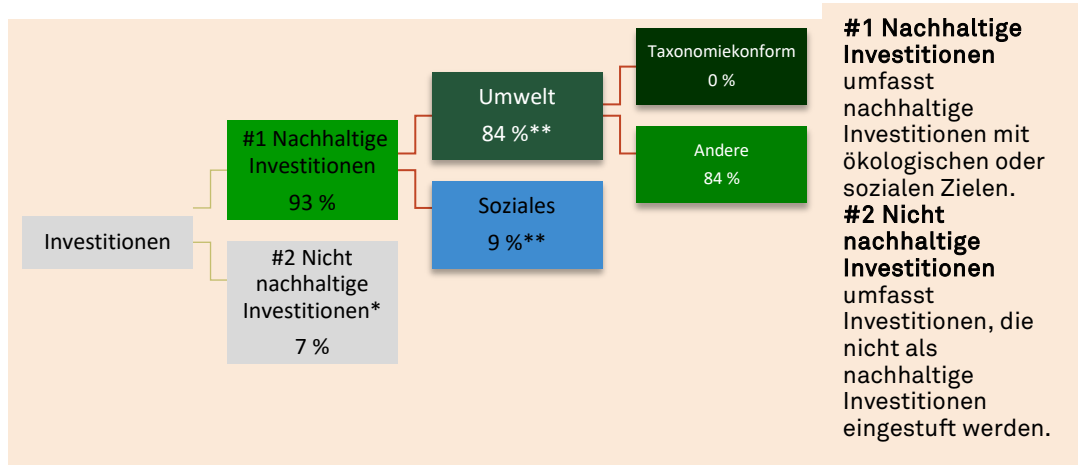 Investitionen
#1 Nachhaltige
Investitionen
93 %
#2 Nicht
nachhaltige
Investitionen*
7 %
Umwelt
84 %**
Soziales
9 %**
Taxonomiekonform
0 %
Andere
84 %
#1 Nachhaltige
Investitionen
umfasst
nachhaltige
Investitionen mit
ökologischen oder
sozialen Zielen.
#2 Nicht
nachhaltige
Investitionen
umfasst
Investitionen, die
nicht als
nachhaltige
Investitionen
eingestuft werden.